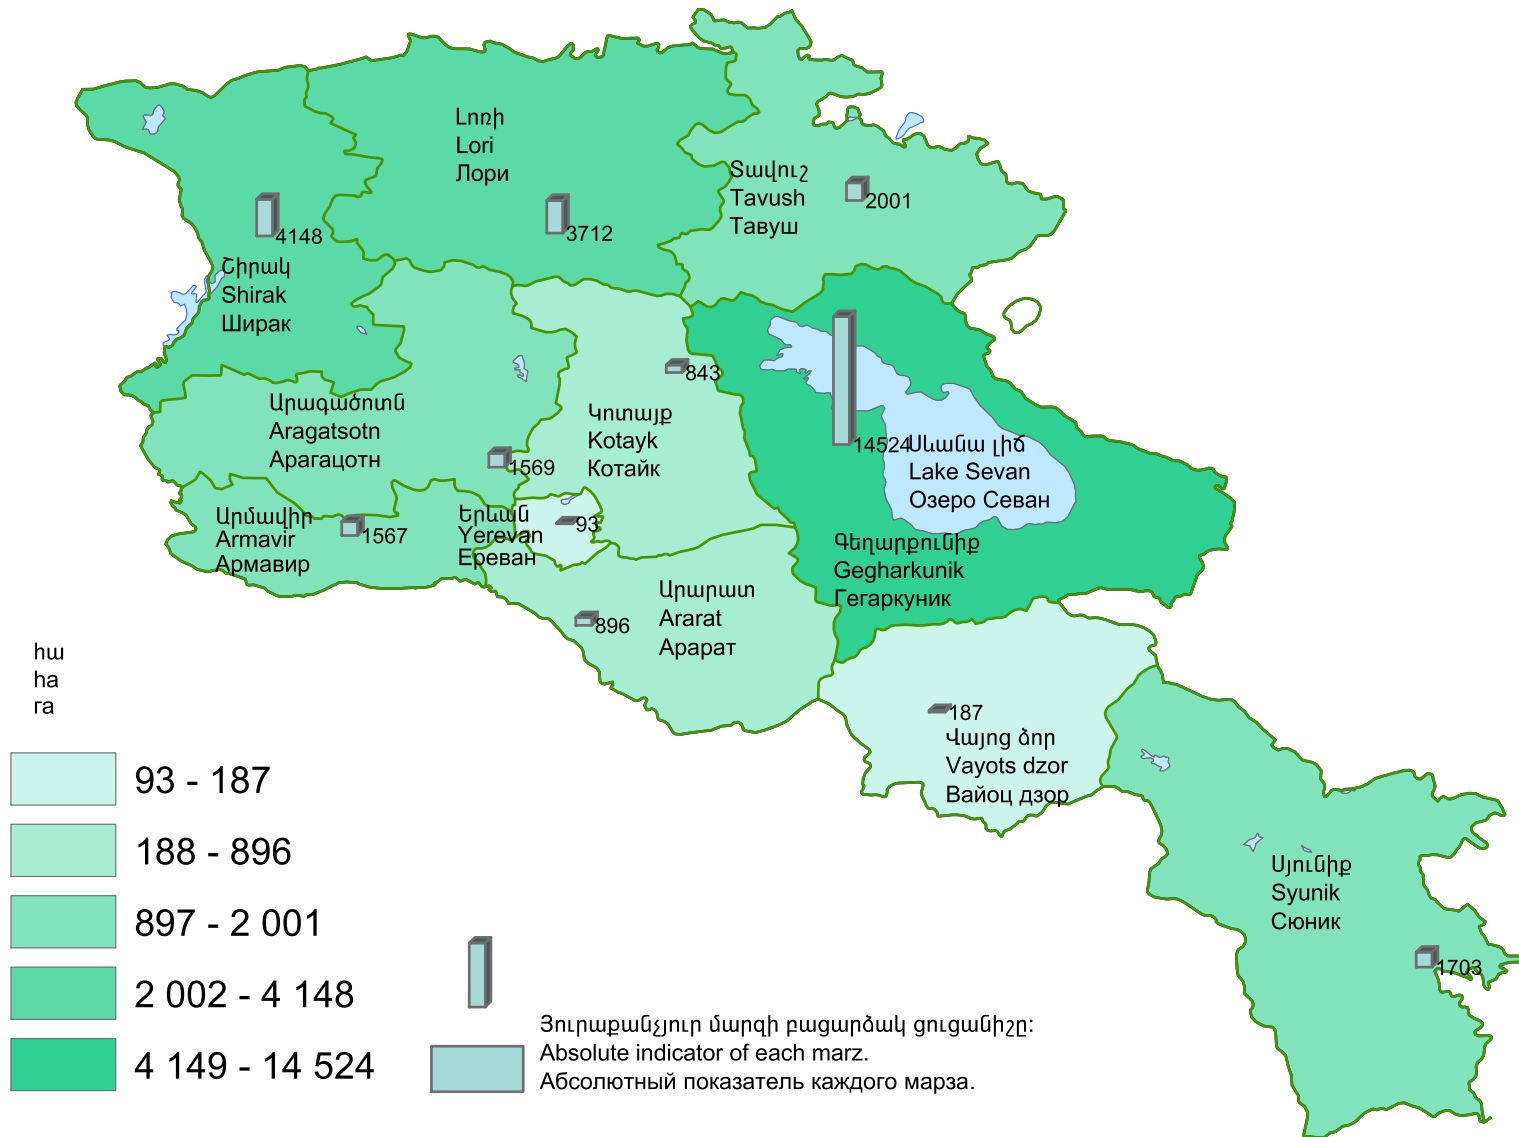 Լոռի
Lori
Лори
3712
Տավուշ
Tavush
Тавуш
2001
4148
Շիրակ
Shirak
Ширак
843
Արագածոտն
Aragatsotn
Арагацотн
1569
Կոտայք
Kotayk
Котайк
14524
Սևանա լիճ
Lake Sevan
Озеро Севан
Արմավիր
Armavir
Армавир
1567
Երևան
Yerevan
Ереван
93
Գեղարքունիք
Gegharkunik
Гегаркуник
Արարատ
Ararat
Арарат
896
187
Վայոց ձոր
Vayots dzor
Вайоц дзор
Սյունիք
Syunik
Сюник
1703
հա
ha
га
93 - 187
188 - 896
897 - 2 001
2 002 - 4 148
4 149 - 14 524
Յուրաքանչյուր մարզի բացարձակ ցուցանիշը:
Absolute indicator of each marz.
Абсолютный показатель каждого марза.